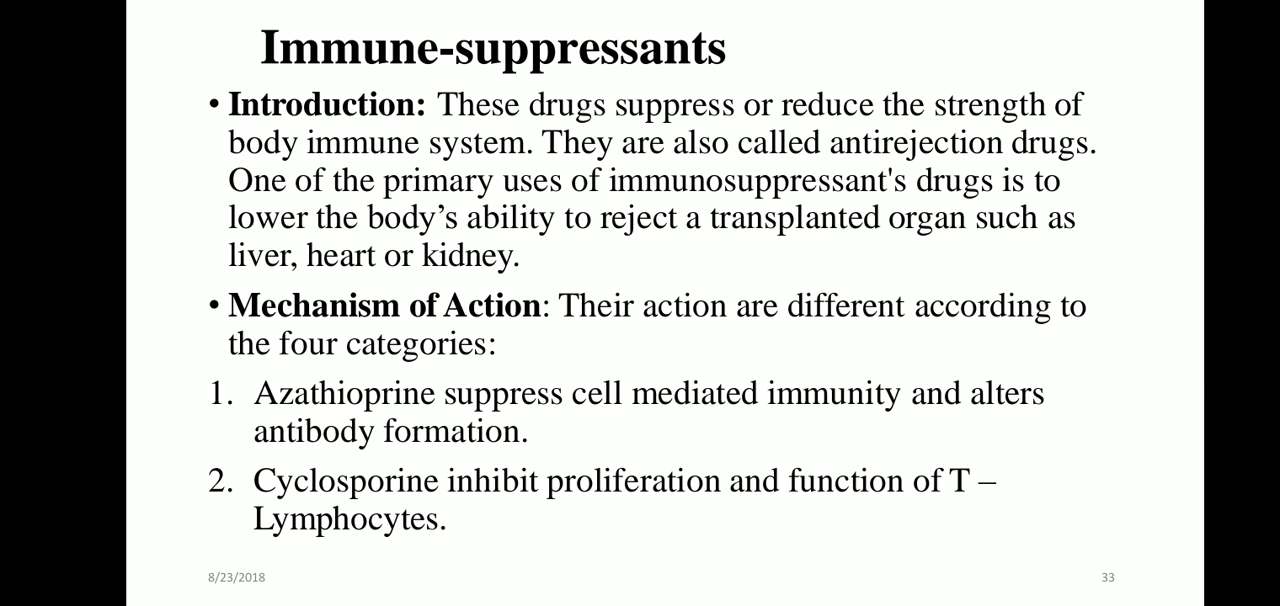 Immune-suppressants
• Introduction: These drugs suppress or reduce the strength of
body immune system. They are also called antirejection drugs.
One of the primary uses of immunosuppressant's drugs is to
lower the body’s ability to reject a transplanted organ such as
liver, heart or kidney.
• Mechanism of Action: Their action are different according to
the four categories:
1. Azathioprine suppress cell mediated immunity and alters
antibody formation.
2. Cyclosporine inhibit proliferation and function of T –
Lymphocytes.
8/23/2018 33